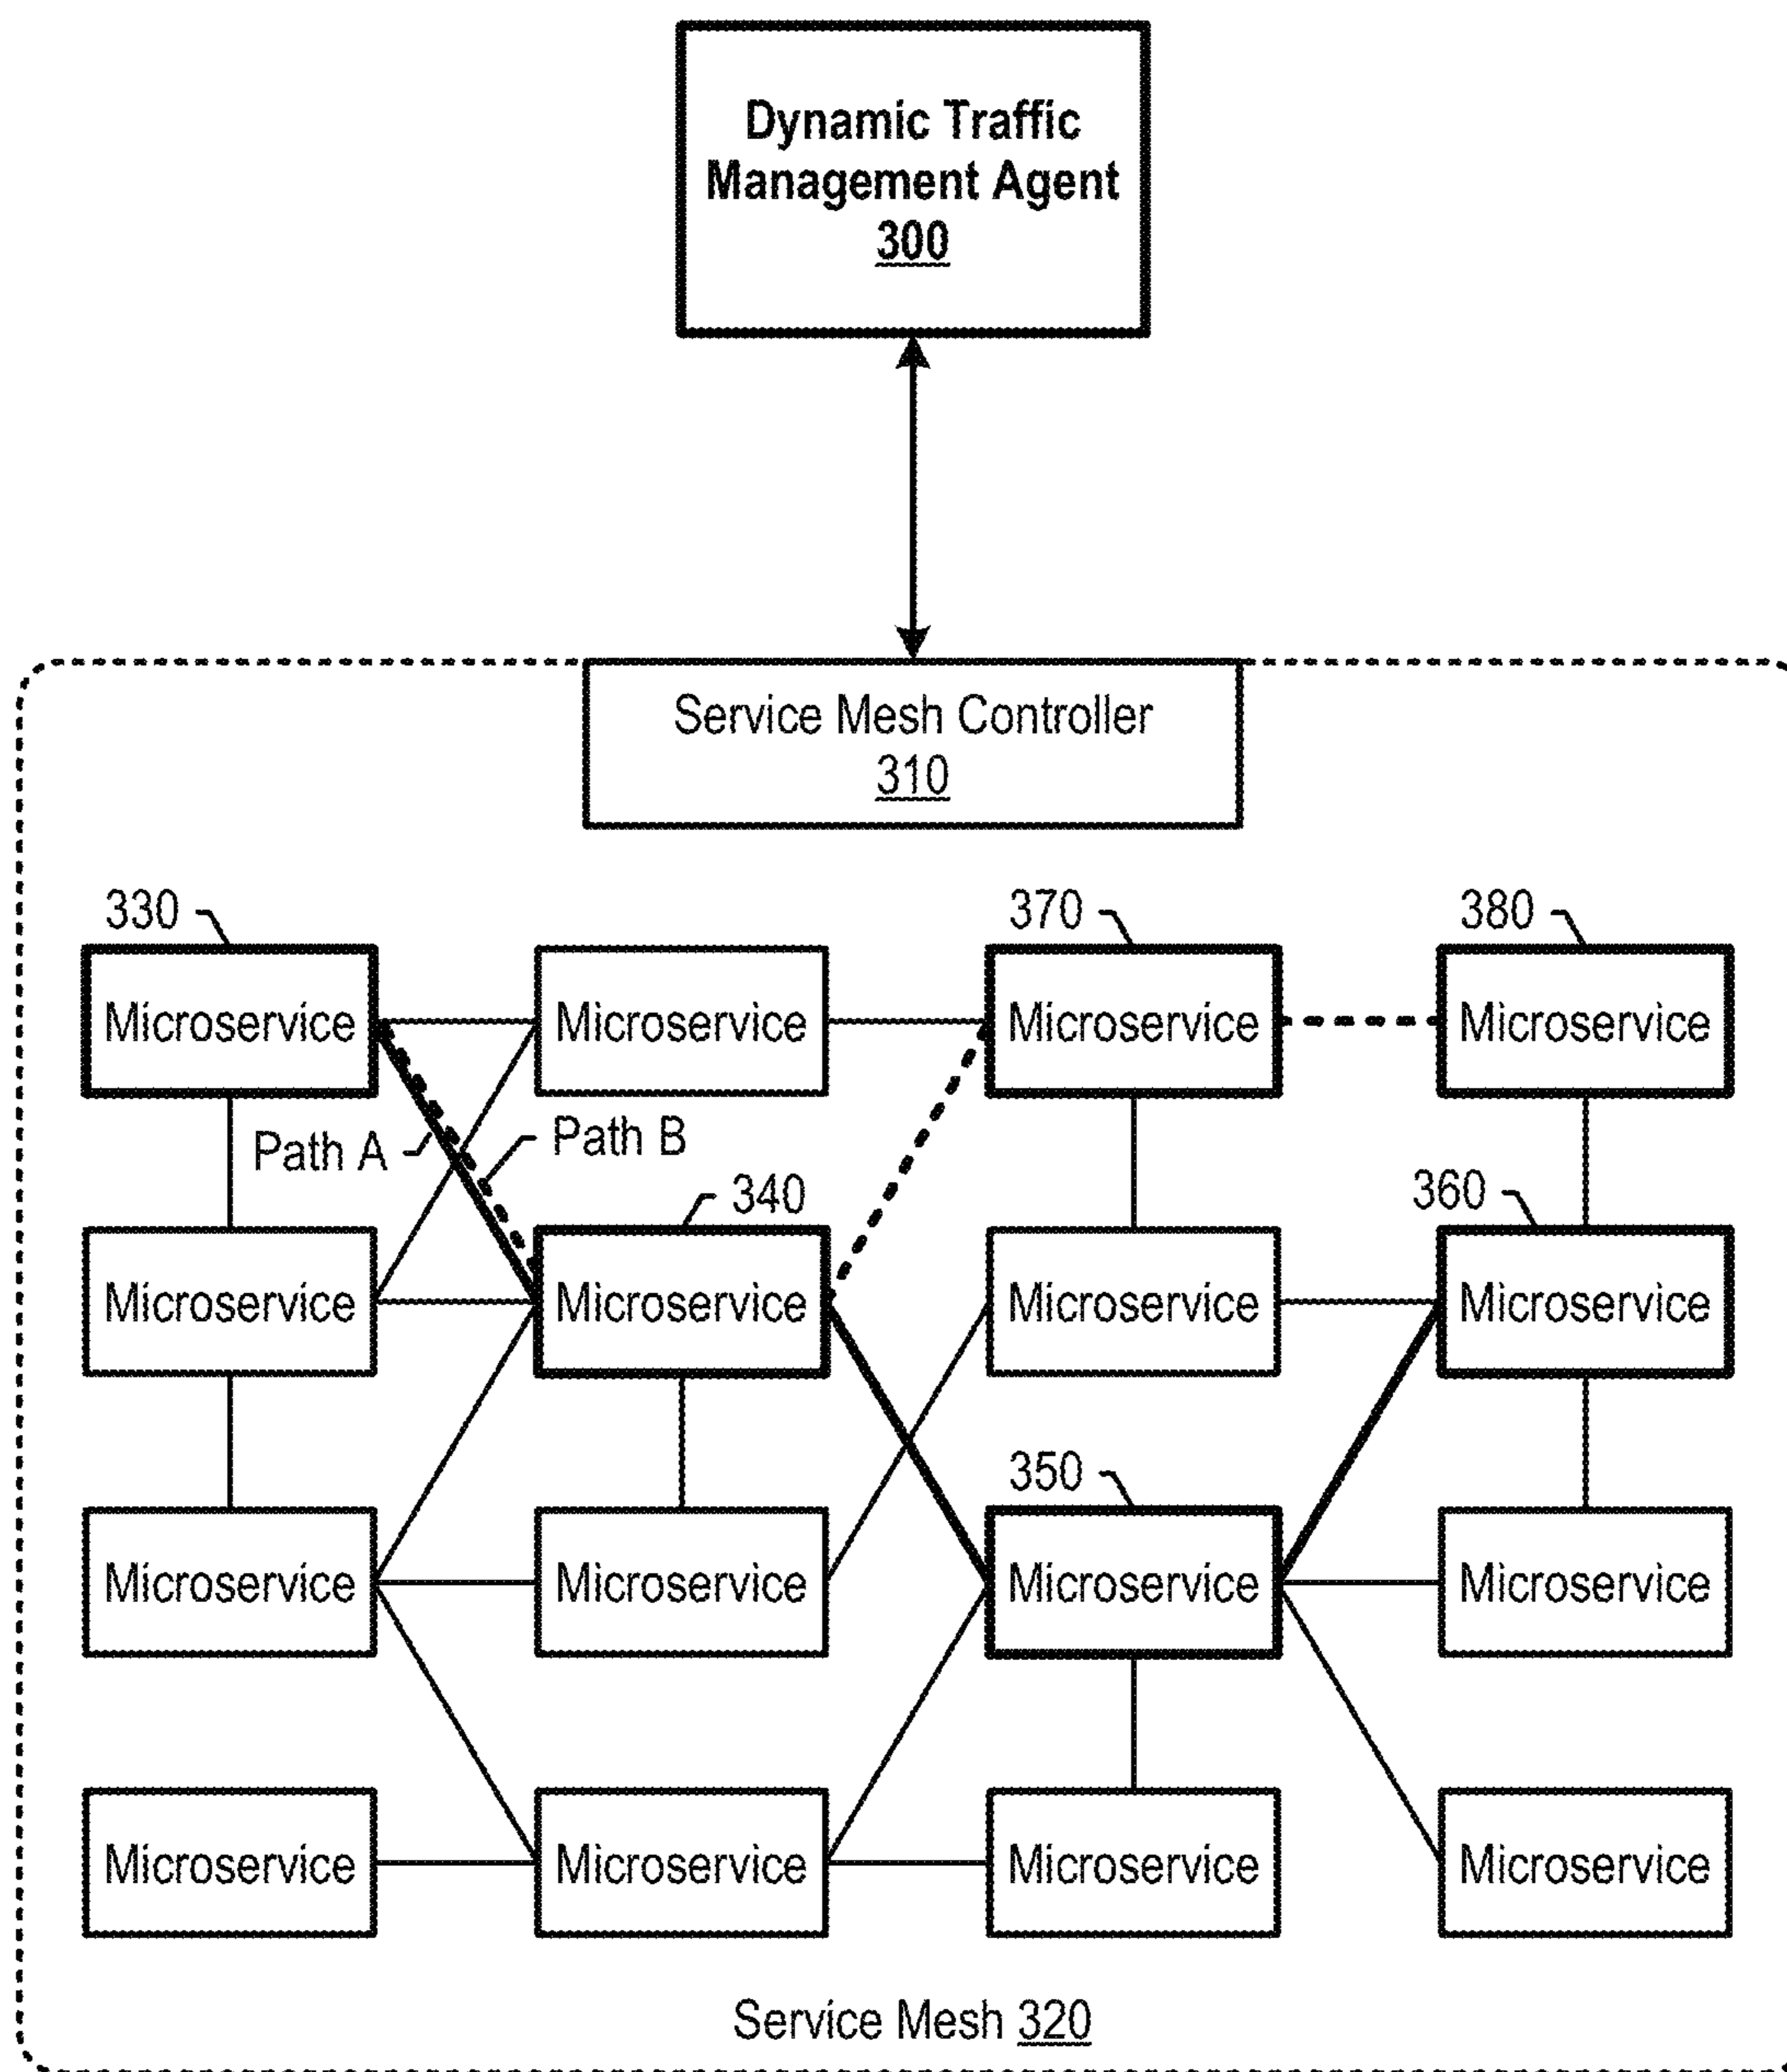 Dynamic Traffic
Management Agent
300
Service Mesh Controller
310
330
370
380
Microservice
Microservice
Microservice
Microservice
Path A
Path B
340
360
Microservice
Microservice
Microservice
Microservice
350
Microservice
Microservice
Microservice
Microservice
Microservice
Microservice
Microservice
Microservice
Service Mesh 320